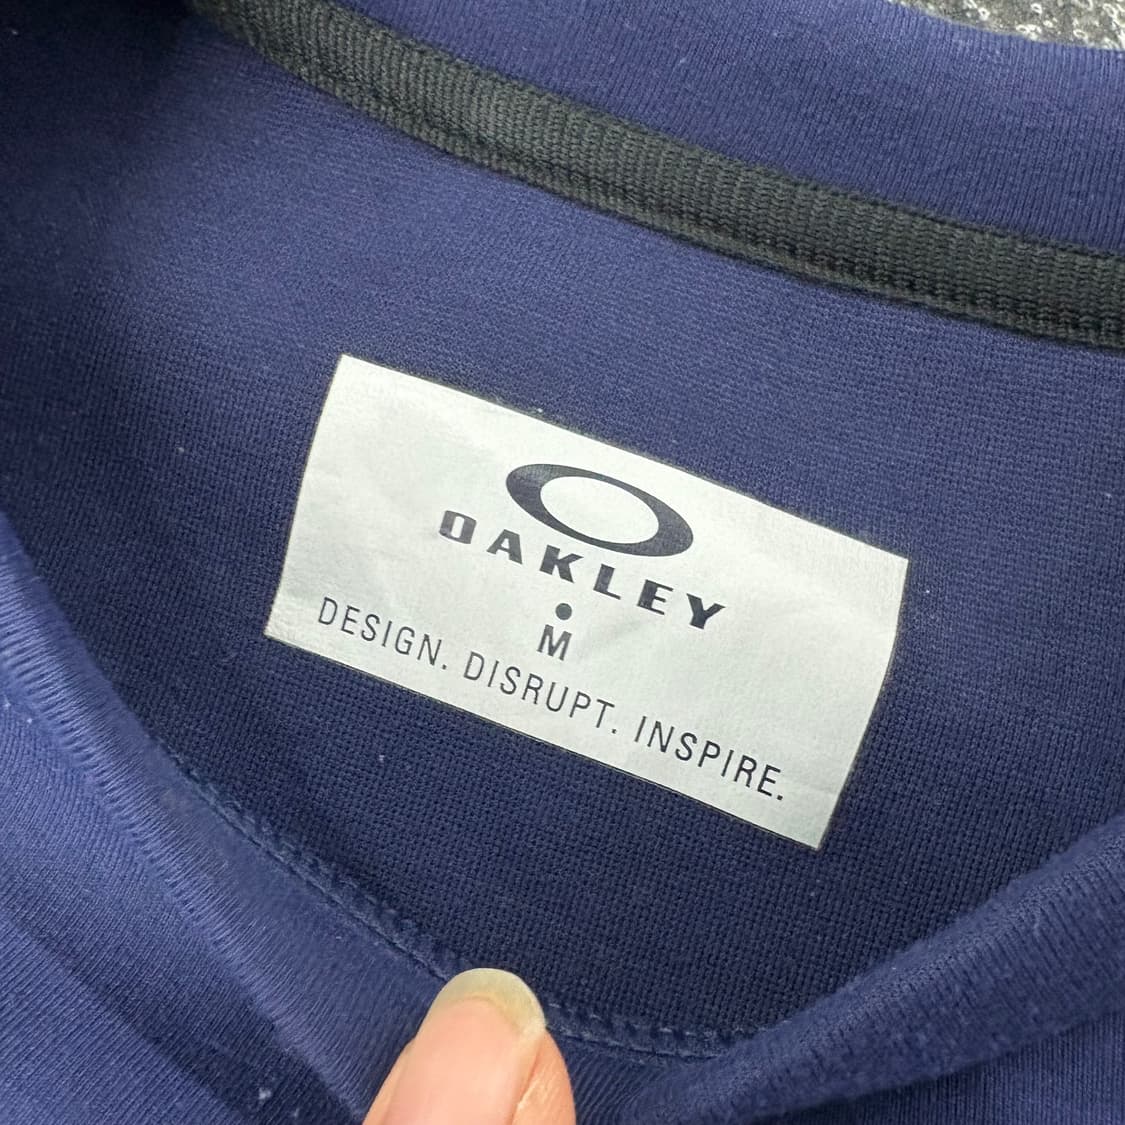 OAKLEY
M
DESIGN. DISRUPT. INSPIRE.